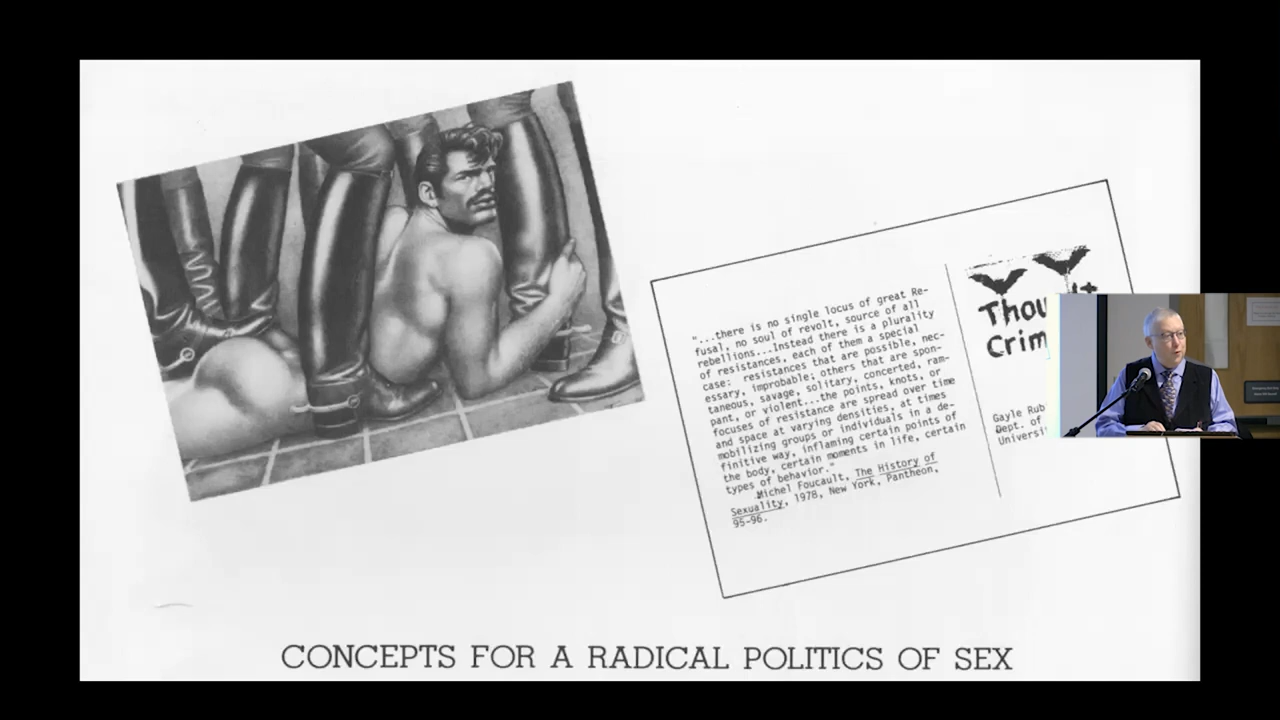 "...there is no single locus of great Re-
fusal, no soul of revolt, source of all
rebellions...Instead there is a plurality
of resistances, each of them a special
case: resistances that are possible, nec-
essary, improbable; others that are spon-
taneous, savage, solitary, concerted, ram-
pant, or violent...the points, knots, or
focuses of resistance are spread over time
and space at varying densities, at times
mobilizing groups or individuals in a de-
finitive way, inflaming certain points of
the body, certain moments in life, certain
types of behavior."
Michel Foucault, The History of
Sexuality, 1978, New York, Pantheon,
95-96.
Crim
Gayle Rub
Dept. of
Universi
CONCEPTS FOR A RADICAL POLITICS OF SEX